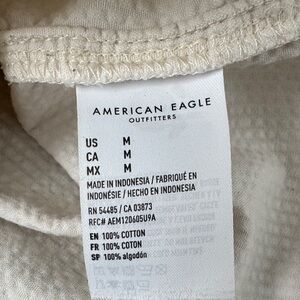 AMERICAN EAGLE
OUTFITTERS
US M
CA M
MX M
MADE IN INDONESIA / FABRIQUÉ EN
INDONÉSIE / HECHO EN INDONESIA
RN 54485 / CA 03873
RFC# AEM120605U9A
EN 100% COTTON
FR 100% COTON
SP 100% algodón